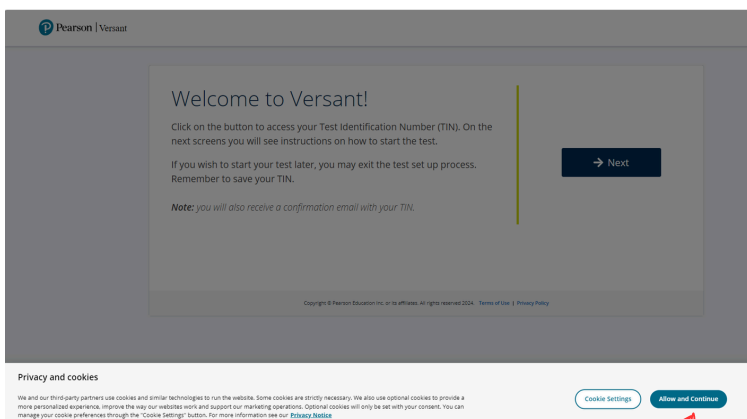 Pearson | Versant
Welcome to Versant!
Click on the button to access your Test Identification Number (TIN). On the
next screens you will see instructions on how to start the test.
If you wish to start your test later, you may exit the test set up process.
Remember to save your TIN.
Note: you will also receive a confirmation email with your TIN.
→ Next
Copyright © Pearson Education Inc. or its affiliates. All rights reserved 2024. Terms of Use | Privacy Policy
Privacy and cookies
We and our third-party partners use cookies and similar technologies to run the website. Some cookies are strictly necessary. We also use optional cookies to provide a
more personalized experience, improve the way our websites work and support our marketing operations. Optional cookies will only be set with your consent. You can
manage your cookie preferences through the "Cookie Settings" button. For more information see our Privacy Notice
Cookie Settings
Allow and Continue